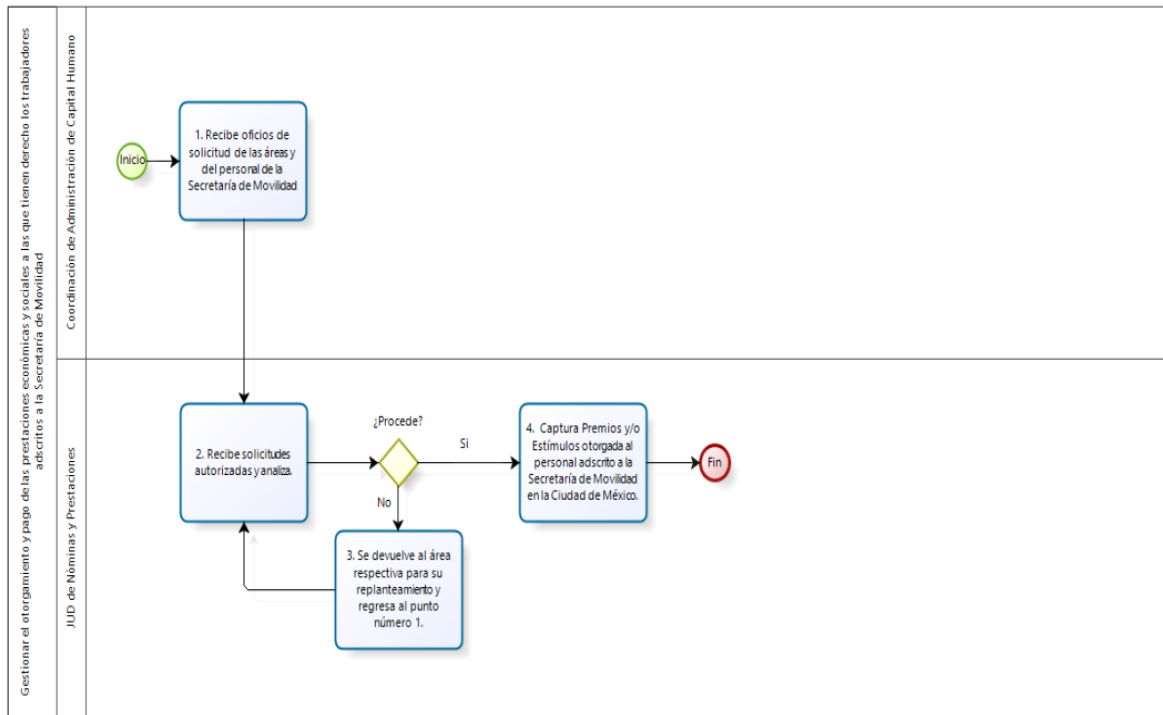 Gestionar el otorgamiento y pago de las prestaciones económicas y sociales a las que tienen derecho los trabajadores
adscritos a la Secretaría de Movilidad
Coordinación de Administración de Capital Humano
Inicio
1. Recibe oficios de
solicitud de las áreas y
del personal de la
Secretaría de Movilidad
JUD de Nóminas y Prestaciones
2. Recibe solicitudes
autorizadas y analiza.
¿Procede?
Si
No
3. Se devuelve al área
respectiva para su
replanteamiento y
regresa al punto
número 1.
4. Captura Premios y/o
Estímulos otorgada al
personal adscrito a la
Secretaría de Movilidad
en la Ciudad de México.
Fin